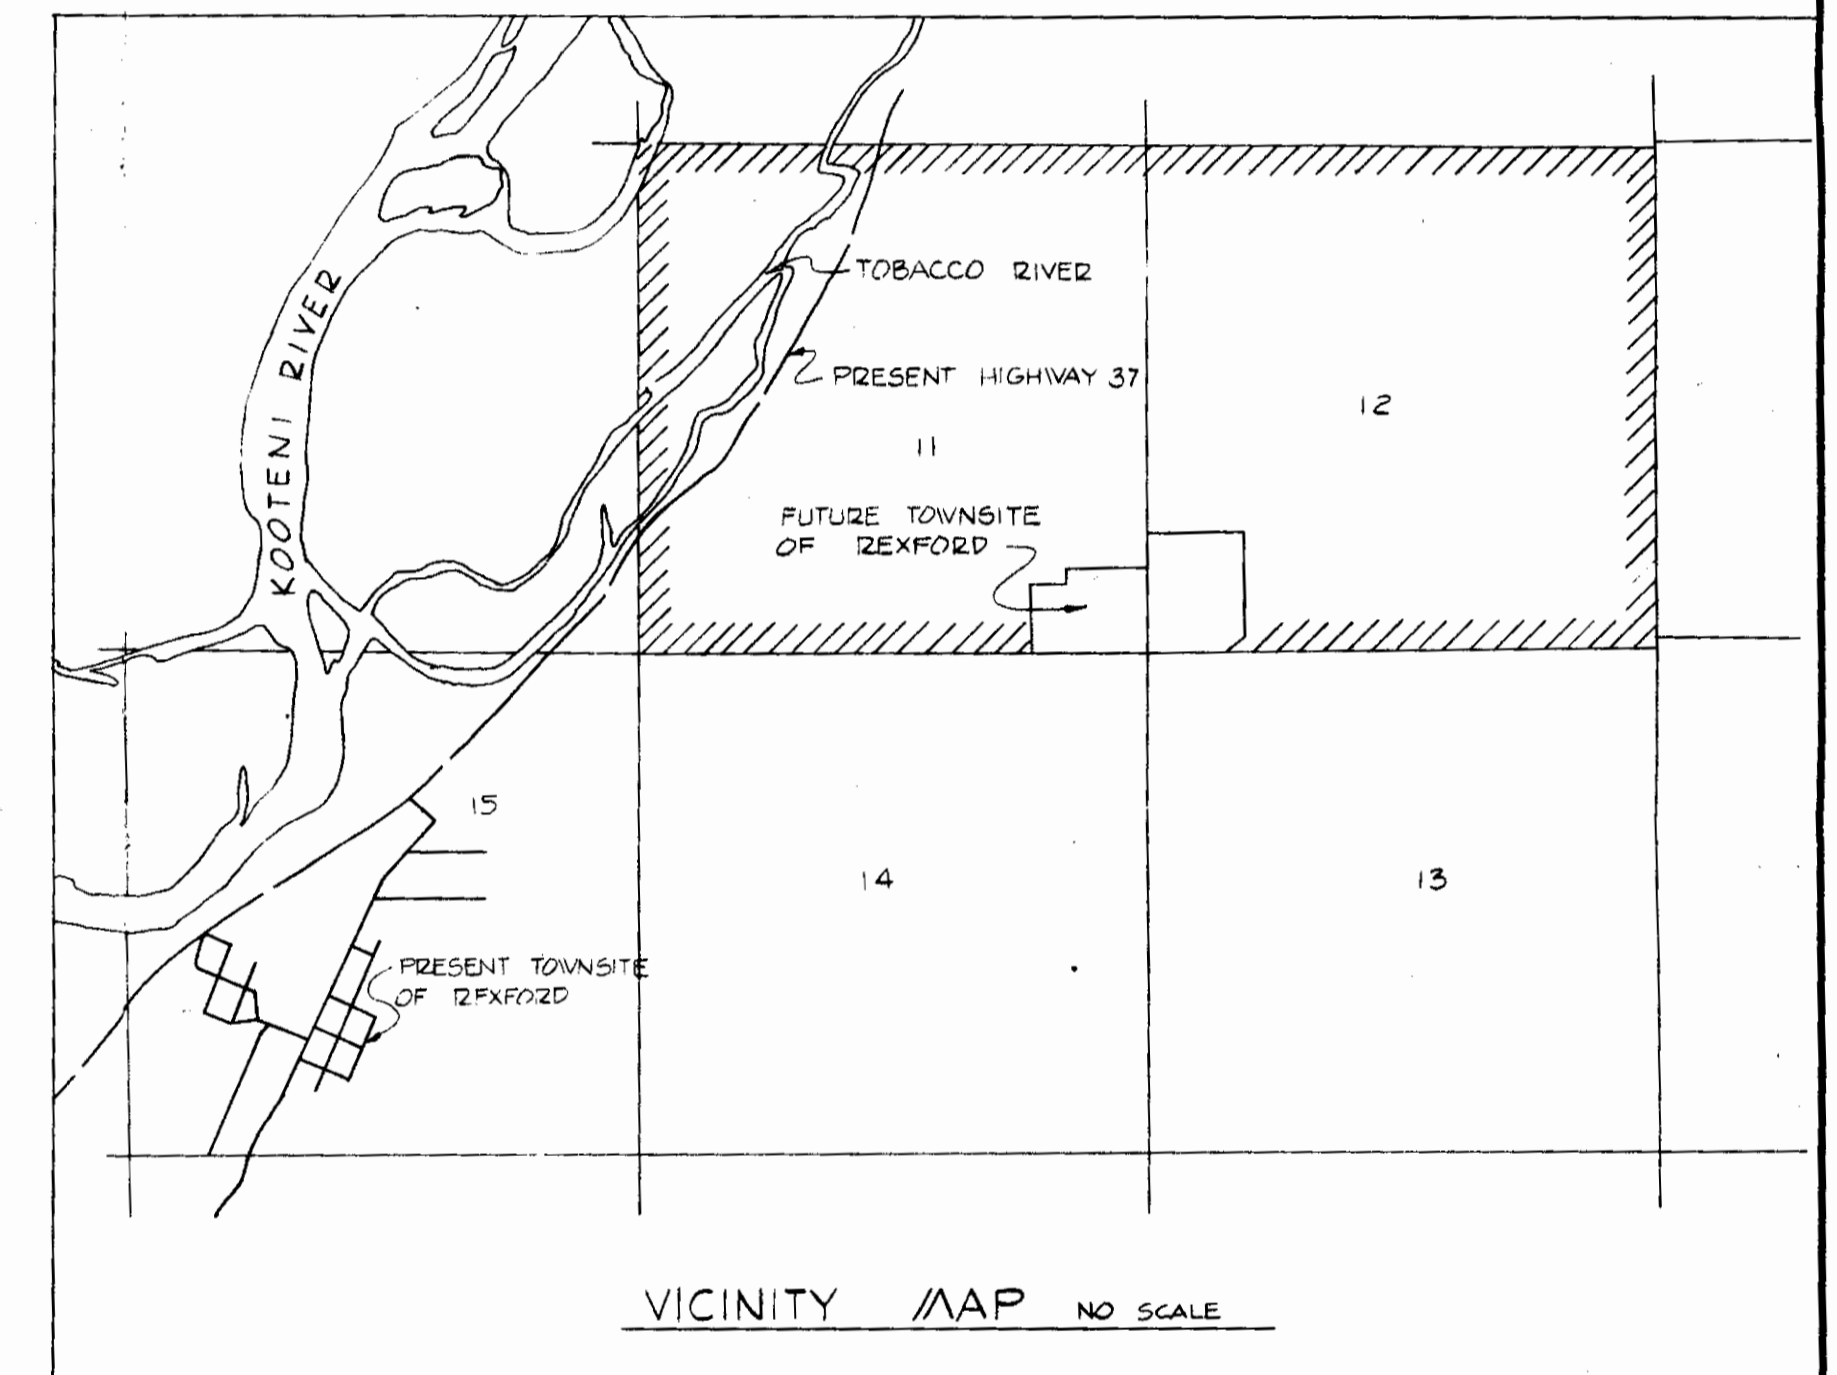 KOOTENI RIVER
TOBACCO RIVER
PRESENT HIGHWAY 37
11
12
FUTURE TOWNSITE
OF REXFORD
15
14
13
PRESENT TOWNSITE
OF REXFORD
VICINITY MAP NO SCALE